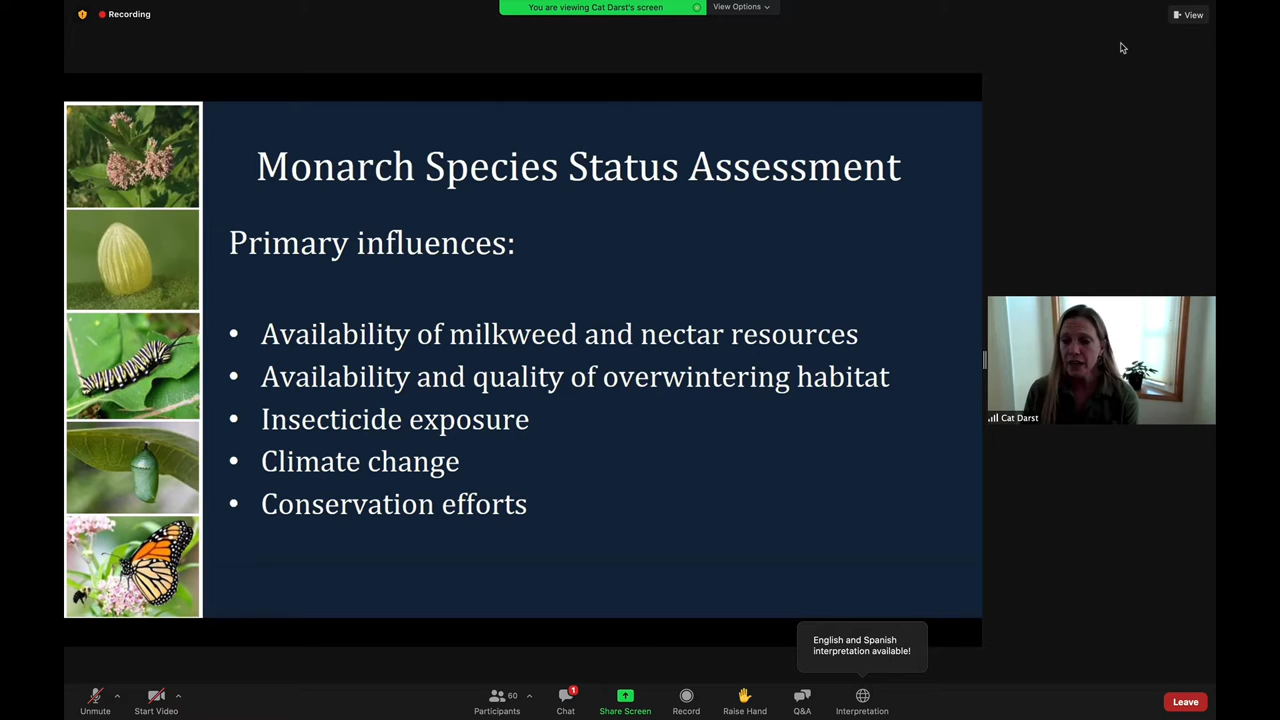 Recording
You are viewing Cat Darst's screen
View Options
View
Monarch Species Status Assessment
Primary influences:
• Availability of milkweed and nectar resources
• Availability and quality of overwintering habitat
• Insecticide exposure
• Climate change
• Conservation efforts
Cat Darst
English and Spanish
interpretation available!
Unmute
Start Video
60
Participants
1
Chat
Share Screen
Record
Raise Hand
Q&A
Interpretation
Leave